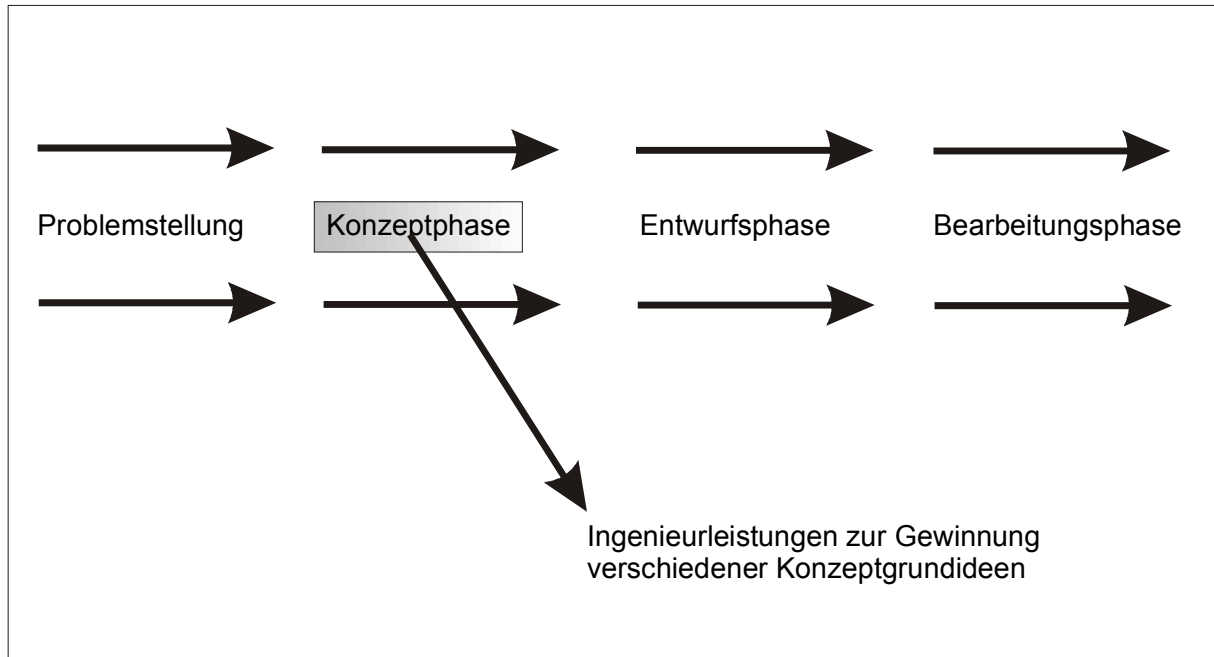 Problemstellung
Konzeptphase
Entwurfsphase
Bearbeitungsphase
Ingenieurleistungen zur Gewinnung
verschiedener Konzeptgrundideen